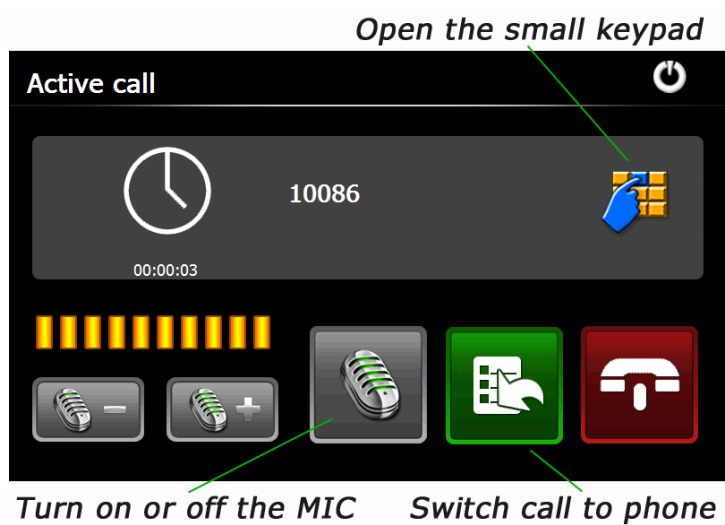 Open the small keypad
Active call
10086
00:00:03
Turn on or off the MIC
Switch call to phone